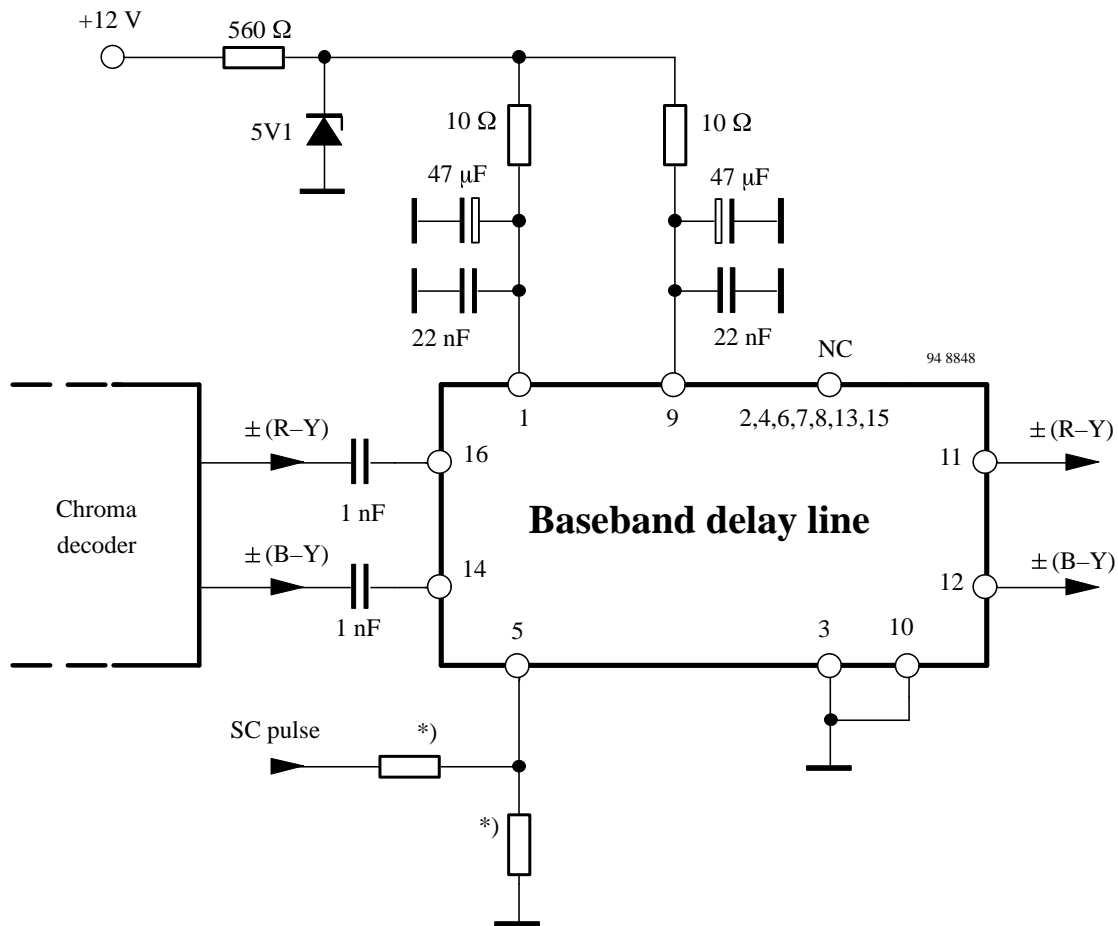 +12 V
560 Ω
5V1
10 Ω
10 Ω
47 μF
47 μF
22 nF
22 nF
NC
94 8848
1
9
2,4,6,7,8,13,15
± (R–Y)
16
11
± (R–Y)
1 nF
Chroma
decoder
Baseband delay line
± (B–Y)
14
12
± (B–Y)
1 nF
5
3
10
SC pulse
*)
*)